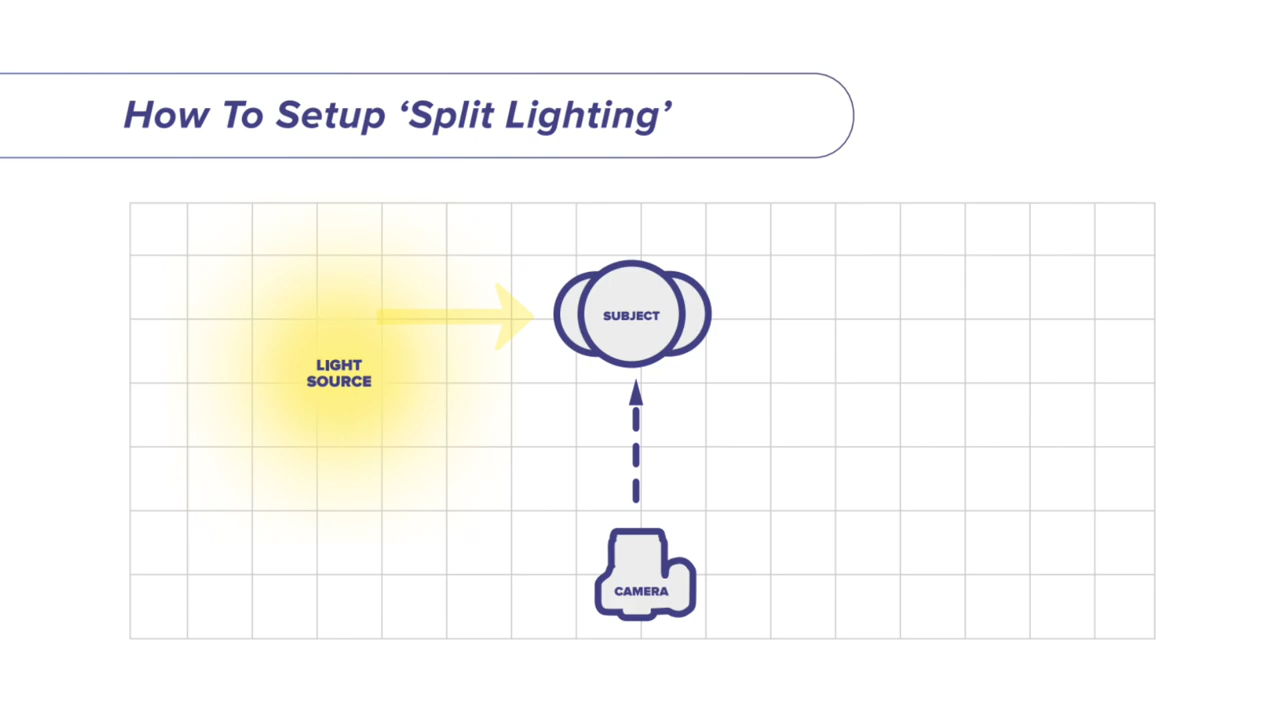 How To Setup ‘Split Lighting’
SUBJECT
LIGHT
SOURCE
CAMERA